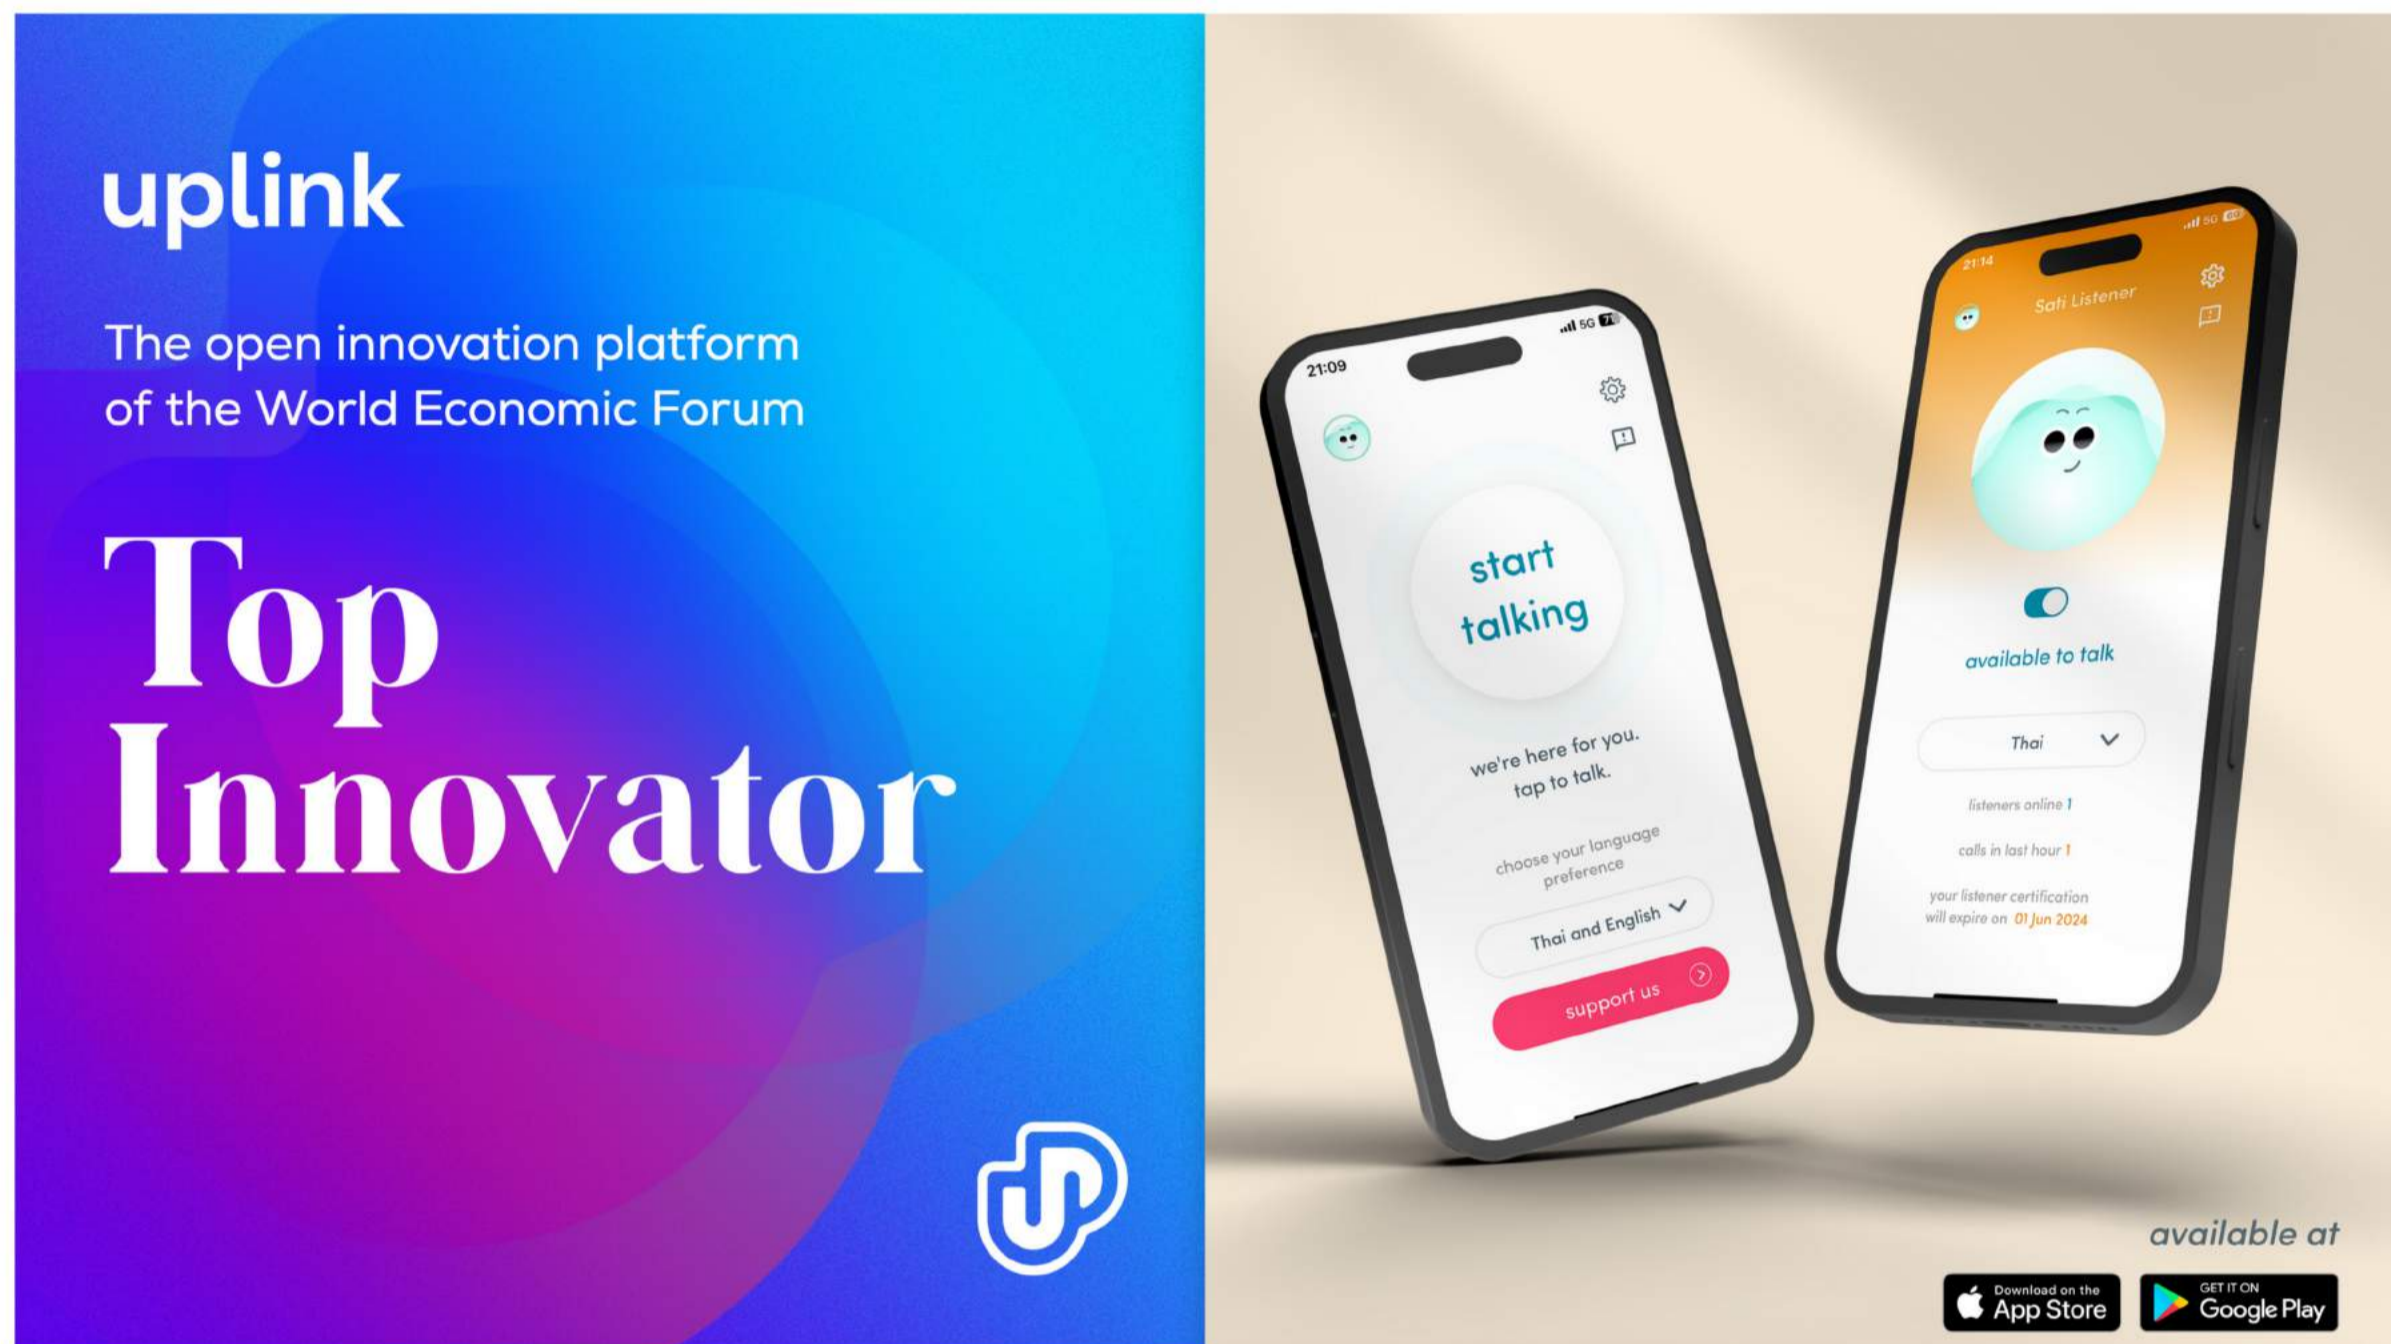 uplink
The open innovation platform
of the World Economic Forum
Top
Innovator
21:09
5G
start
talking
we're here for you.
tap to talk.
choose your language
preference
Thai and English
support us
21:14
5G 60
Sati Listener
available to talk
Thai
listeners online 1
calls in last hour 1
your listener certification
will expire on 01 Jun 2024
available at
Download on the
App Store
GET IT ON
Google Play